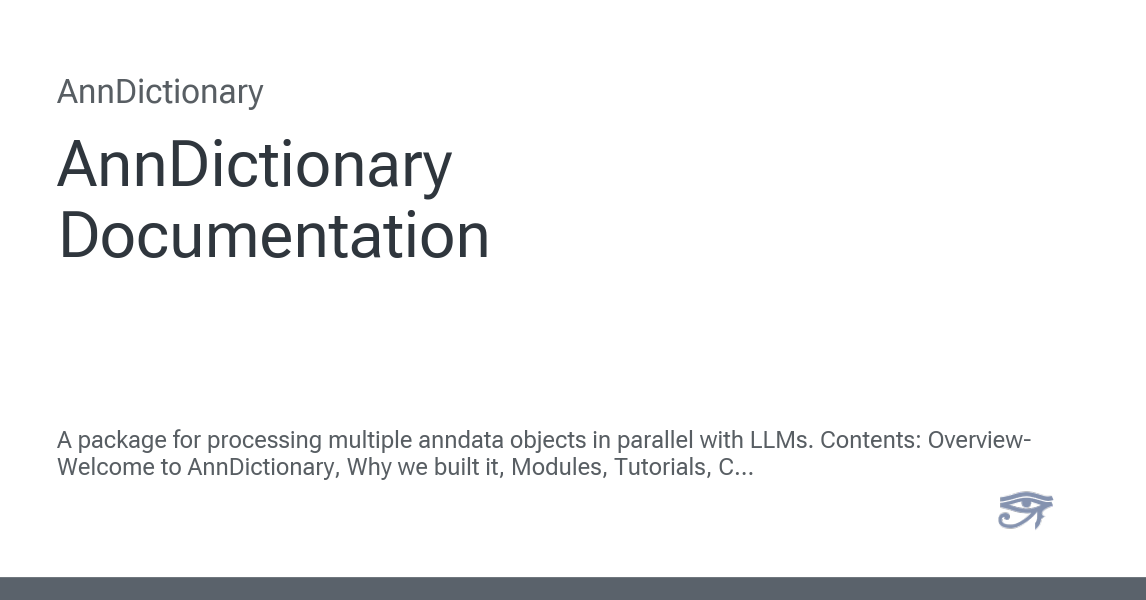 AnnDictionary
AnnDictionary
Documentation
A package for processing multiple anndata objects in parallel with LLMs. Contents: Overview-
Welcome to AnnDictionary, Why we built it, Modules, Tutorials, C...